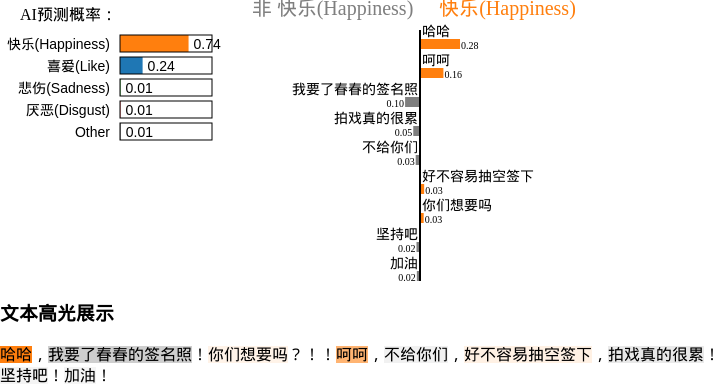 AI预测概率：
快乐(Happiness) 0.74
喜爱(Like) 0.24
悲伤(Sadness) 0.01
厌恶(Disgust) 0.01
Other 0.01
非 快乐(Happiness) 快乐(Happiness)
哈哈
0.28
呵呵
0.16
我要了春春的签名照
0.10
拍戏真的很累
0.05
不给你们
0.03
好不容易抽空签下
0.03
你们想要吗
0.03
坚持吧
0.02
加油
0.02
文本高光展示
哈哈，我要了春春的签名照！你们想要吗？！！呵呵，不给你们，好不容易抽空签下，拍戏真的很累！
坚持吧！加油！